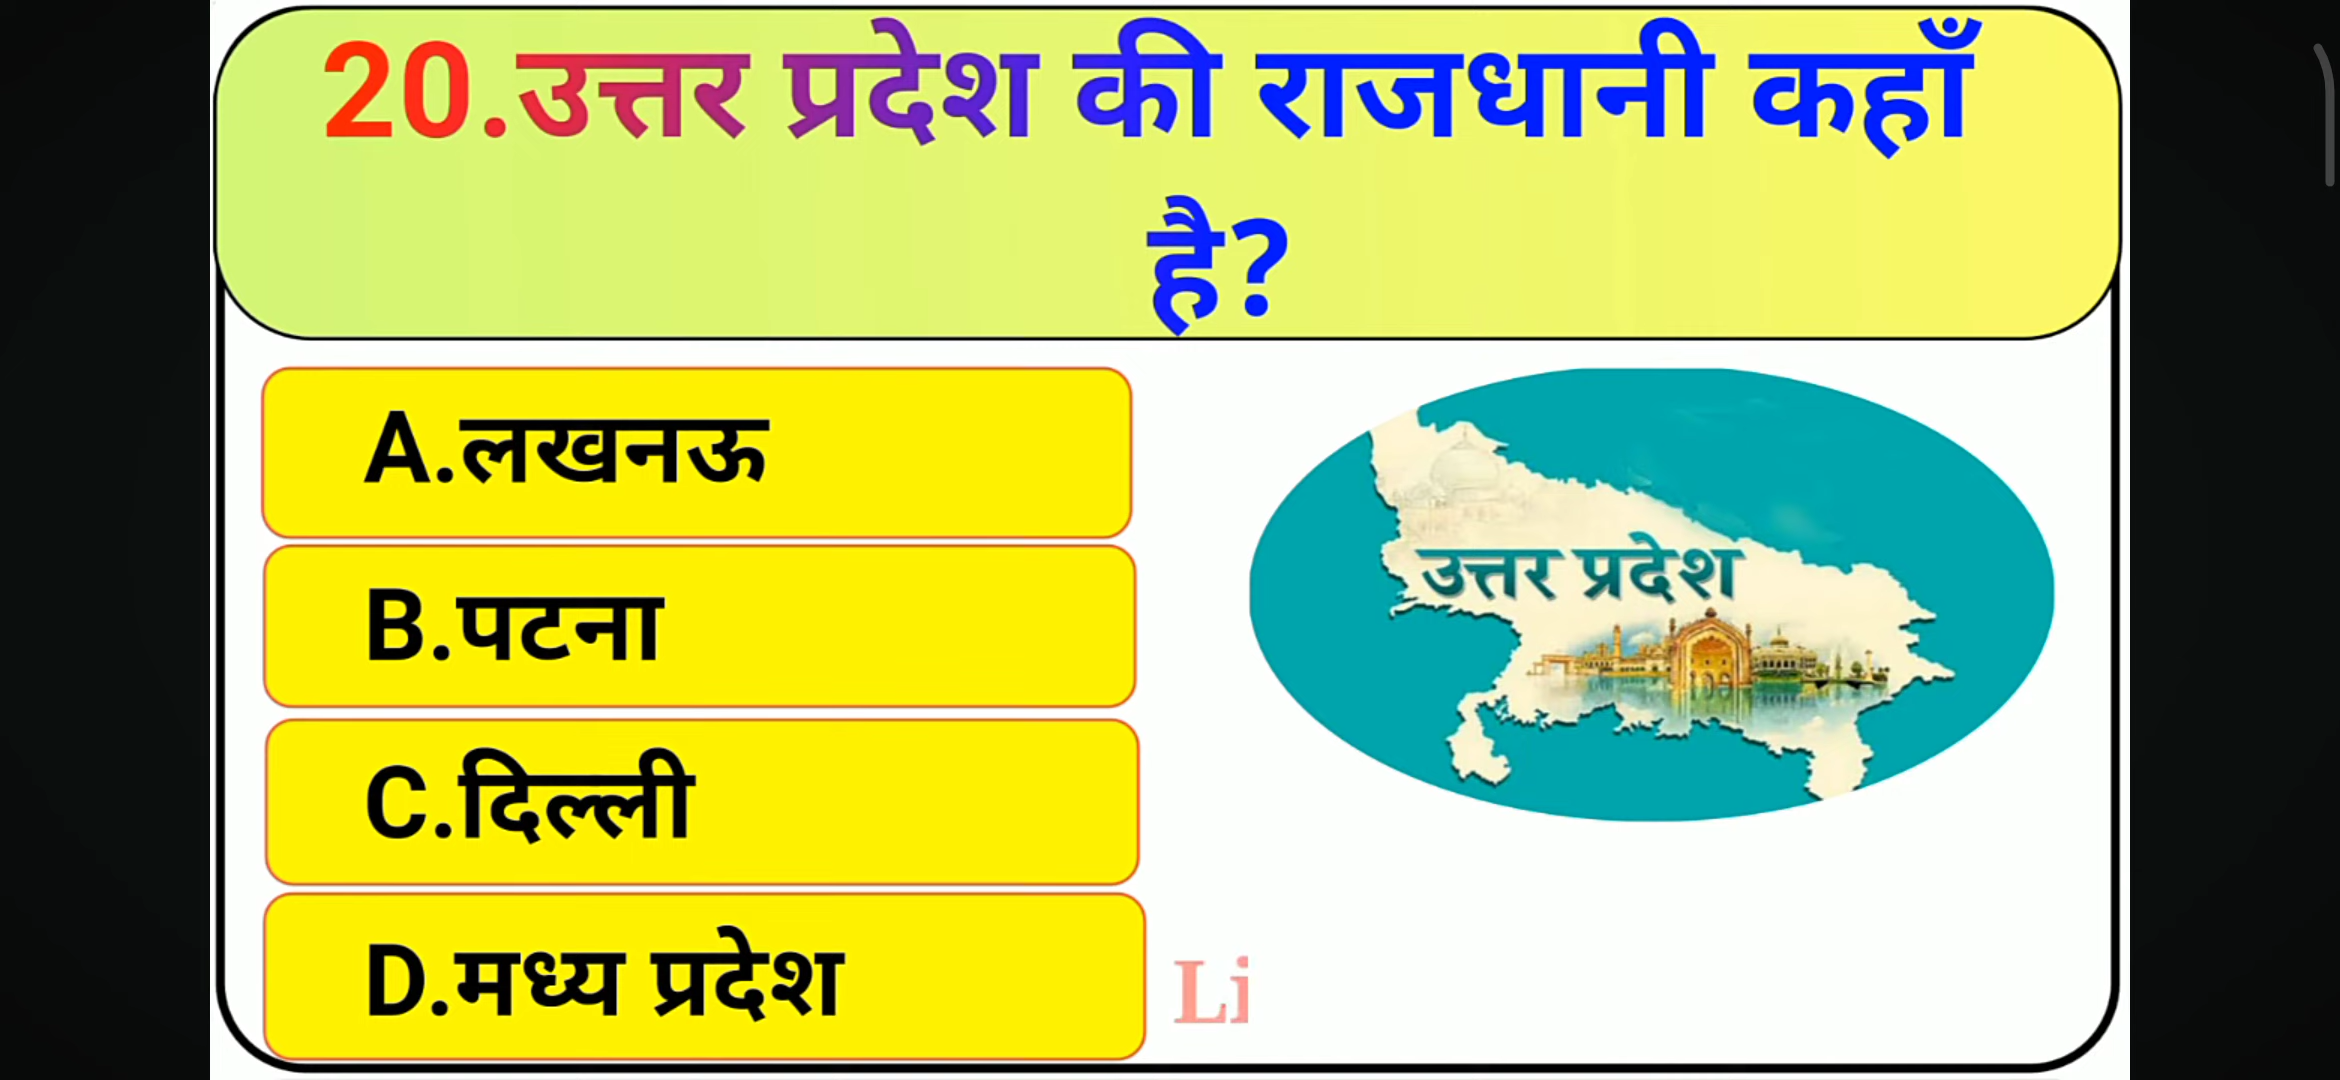 20.उत्तर प्रदेश की राजधानी कहाँ
है?
A.लखनऊ
B.पटना
C.दिल्ली
D.मध्य प्रदेश
उत्तर प्रदेश
Li